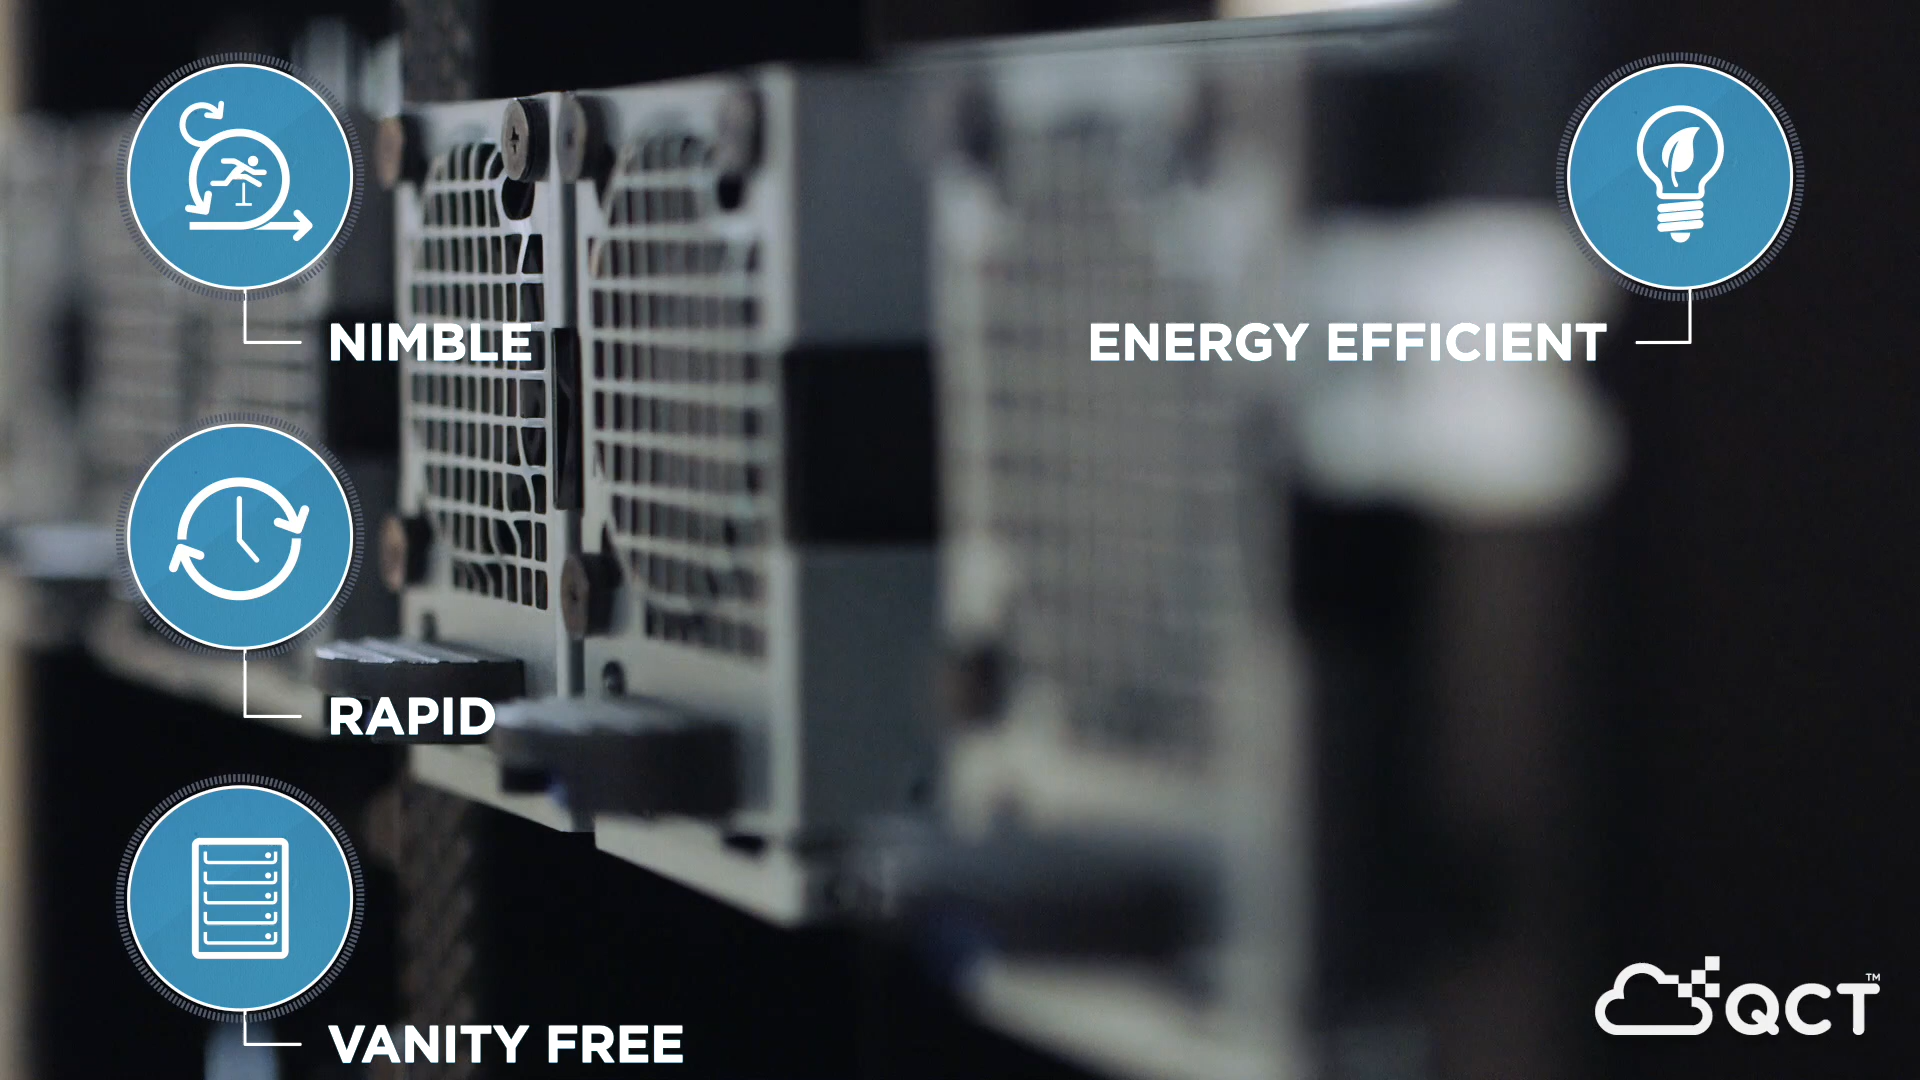 NIMBLE
ENERGY EFFICIENT
RAPID
VANITY FREE
QCT™